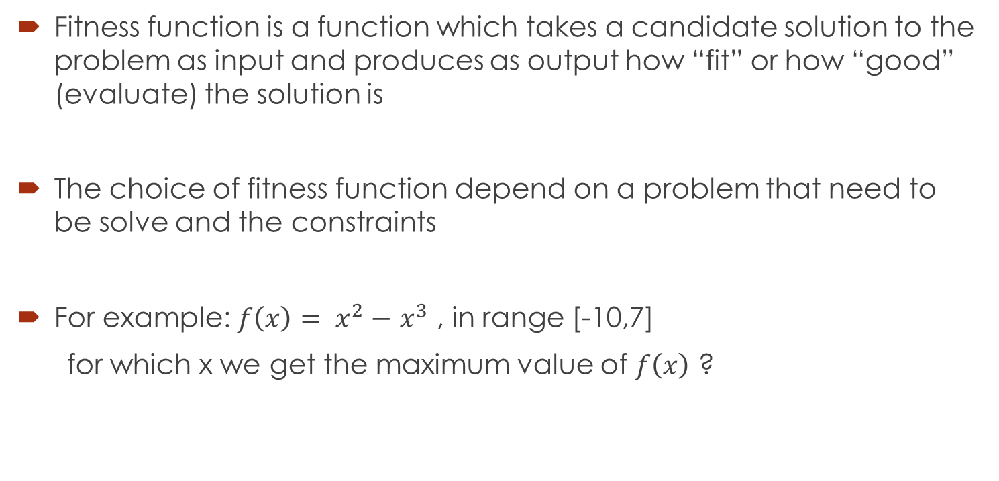 Fitness function is a function which takes a candidate solution to the
problem as input and produces as output how “fit” or how “good”
(evaluate) the solution is
The choice of fitness function depend on a problem that need to
be solve and the constraints
For example: f(x) = x² − x³ , in range [-10,7]
for which x we get the maximum value of f(x) ?